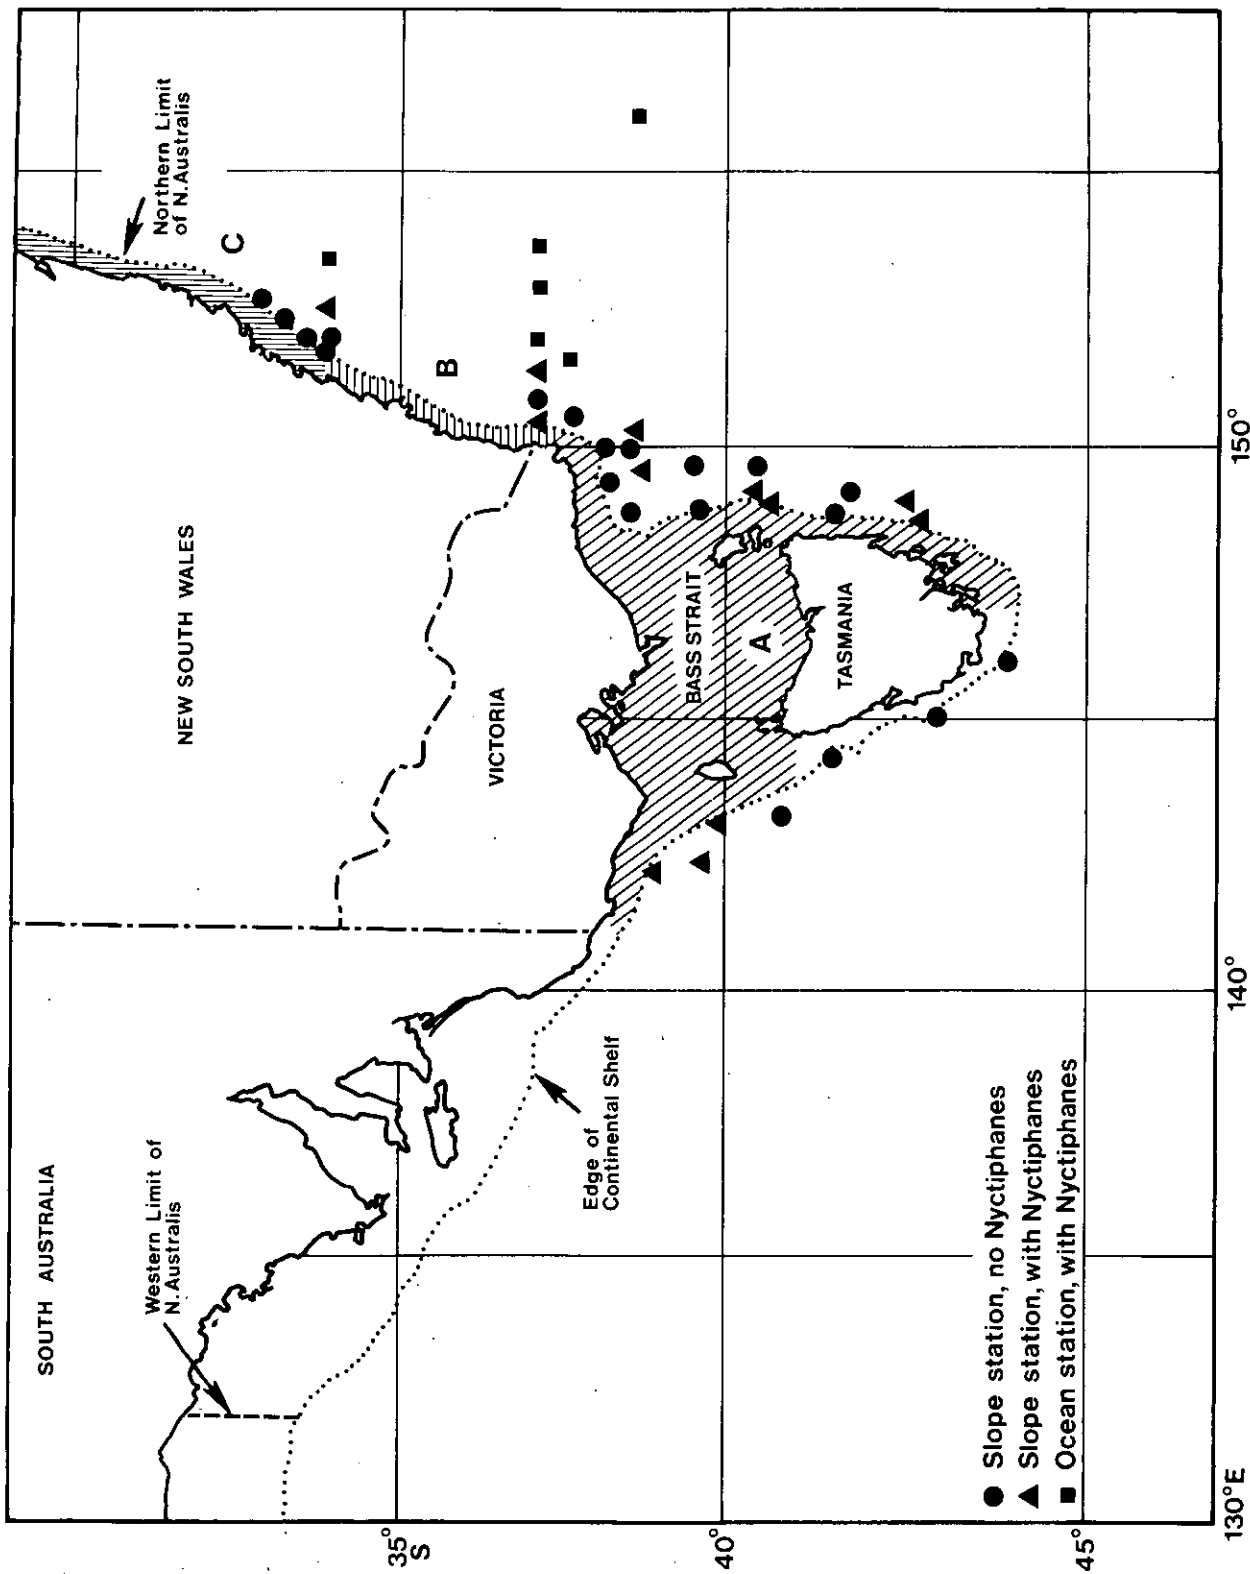 SOUTH AUSTRALIA
NEW SOUTH WALES
VICTORIA
BASS STRAIT
TASMANIA
A
B
C
Western Limit of
N. Australis
Northern Limit
of N. Australis
Edge of
Continental Shelf
35°
S
40°
45°
130°E
140°
150°
Slope station, no Nyctiphanes
Slope station, with Nyctiphanes
Ocean station, with Nyctiphanes